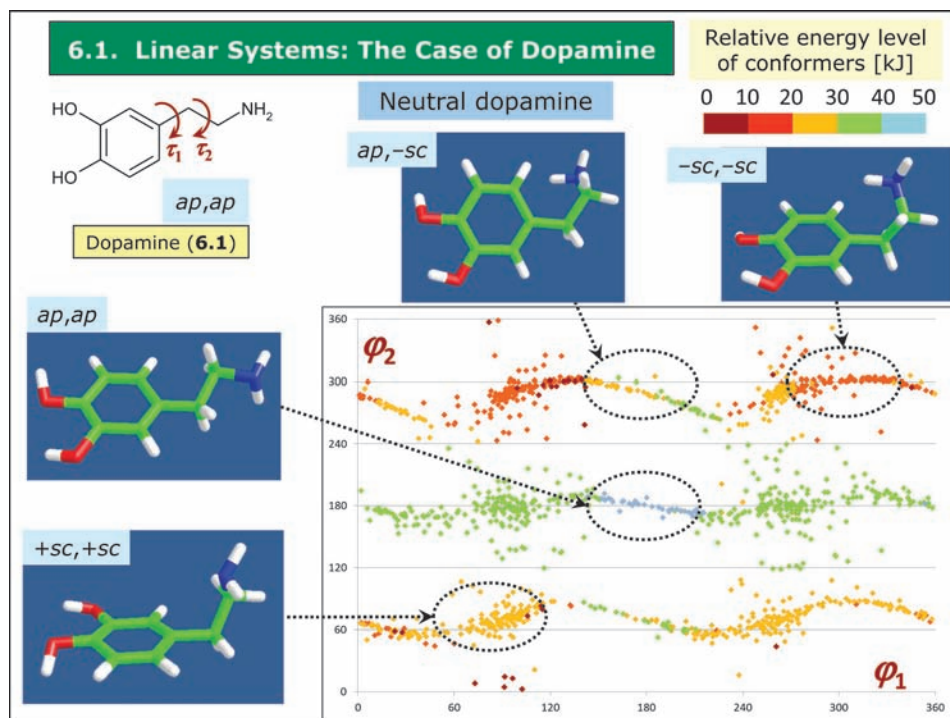 6.1. Linear Systems: The Case of Dopamine
Relative energy level
of conformers [kJ]
0 10 20 30 40 50
Neutral dopamine
HO
HO
NH₂
τ₁ τ₂
ap,ap
Dopamine (6.1)
ap,–sc
–sc,–sc
ap,ap
+sc,+sc
φ₂
360
300
240
180
120
60
0
φ₁
0 60 120 180 240 300 360